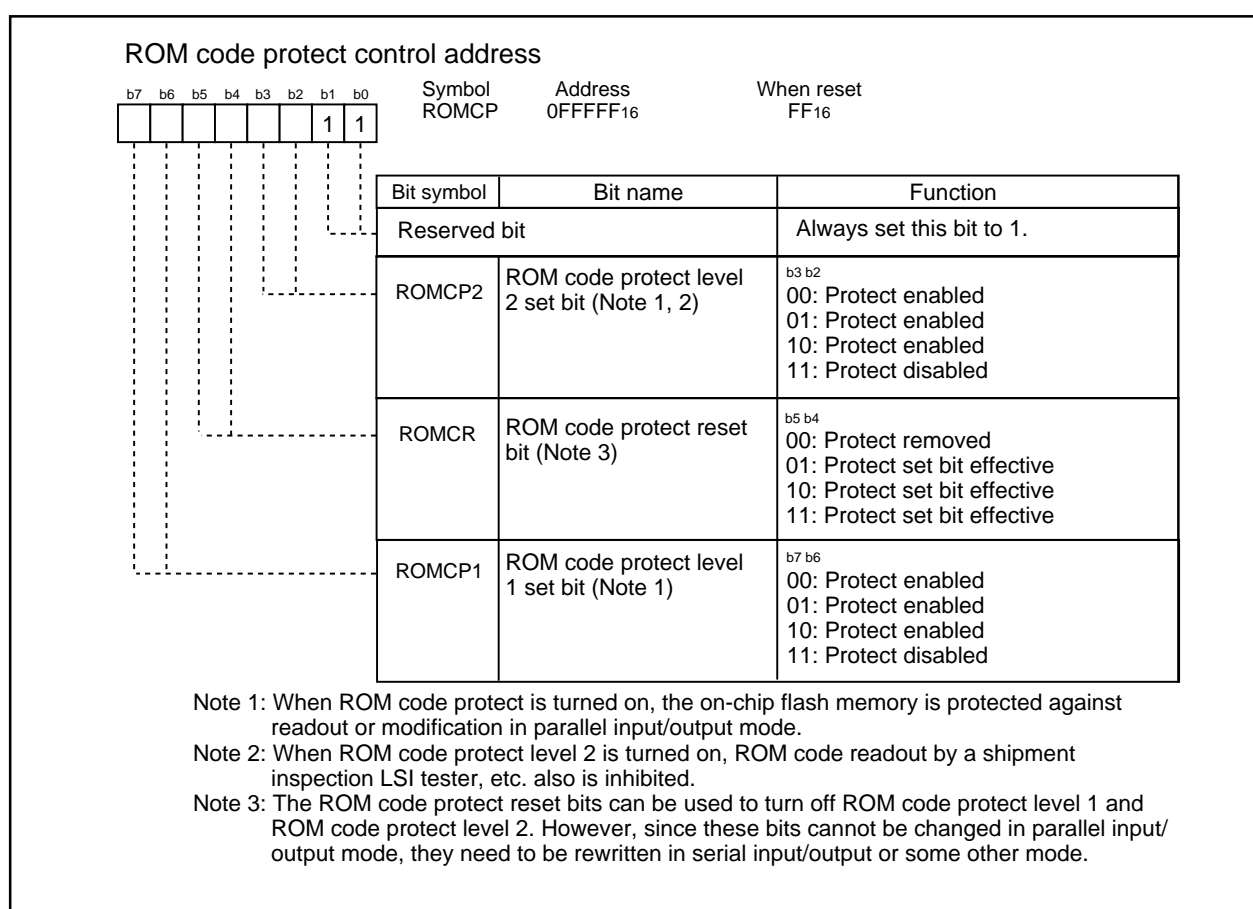 ROM code protect control address
Symbol Address When reset
b7 b6 b5 b4 b3 b2 b1 b0
ROMCP 0FFFFF16 FF16
1 1
Bit symbol Bit name Function
Reserved bit Always set this bit to 1.
ROMCP2 ROM code protect level
2 set bit (Note 1, 2)
b3 b2
00: Protect enabled
01: Protect enabled
10: Protect enabled
11: Protect disabled
ROMCR ROM code protect reset
bit (Note 3)
b5 b4
00: Protect removed
01: Protect set bit effective
10: Protect set bit effective
11: Protect set bit effective
ROMCP1 ROM code protect level
1 set bit (Note 1)
b7 b6
00: Protect enabled
01: Protect enabled
10: Protect enabled
11: Protect disabled
Note 1: When ROM code protect is turned on, the on-chip flash memory is protected against
readout or modification in parallel input/output mode.
Note 2: When ROM code protect level 2 is turned on, ROM code readout by a shipment
inspection LSI tester, etc. also is inhibited.
Note 3: The ROM code protect reset bits can be used to turn off ROM code protect level 1 and
ROM code protect level 2. However, since these bits cannot be changed in parallel input/
output mode, they need to be rewritten in serial input/output or some other mode.